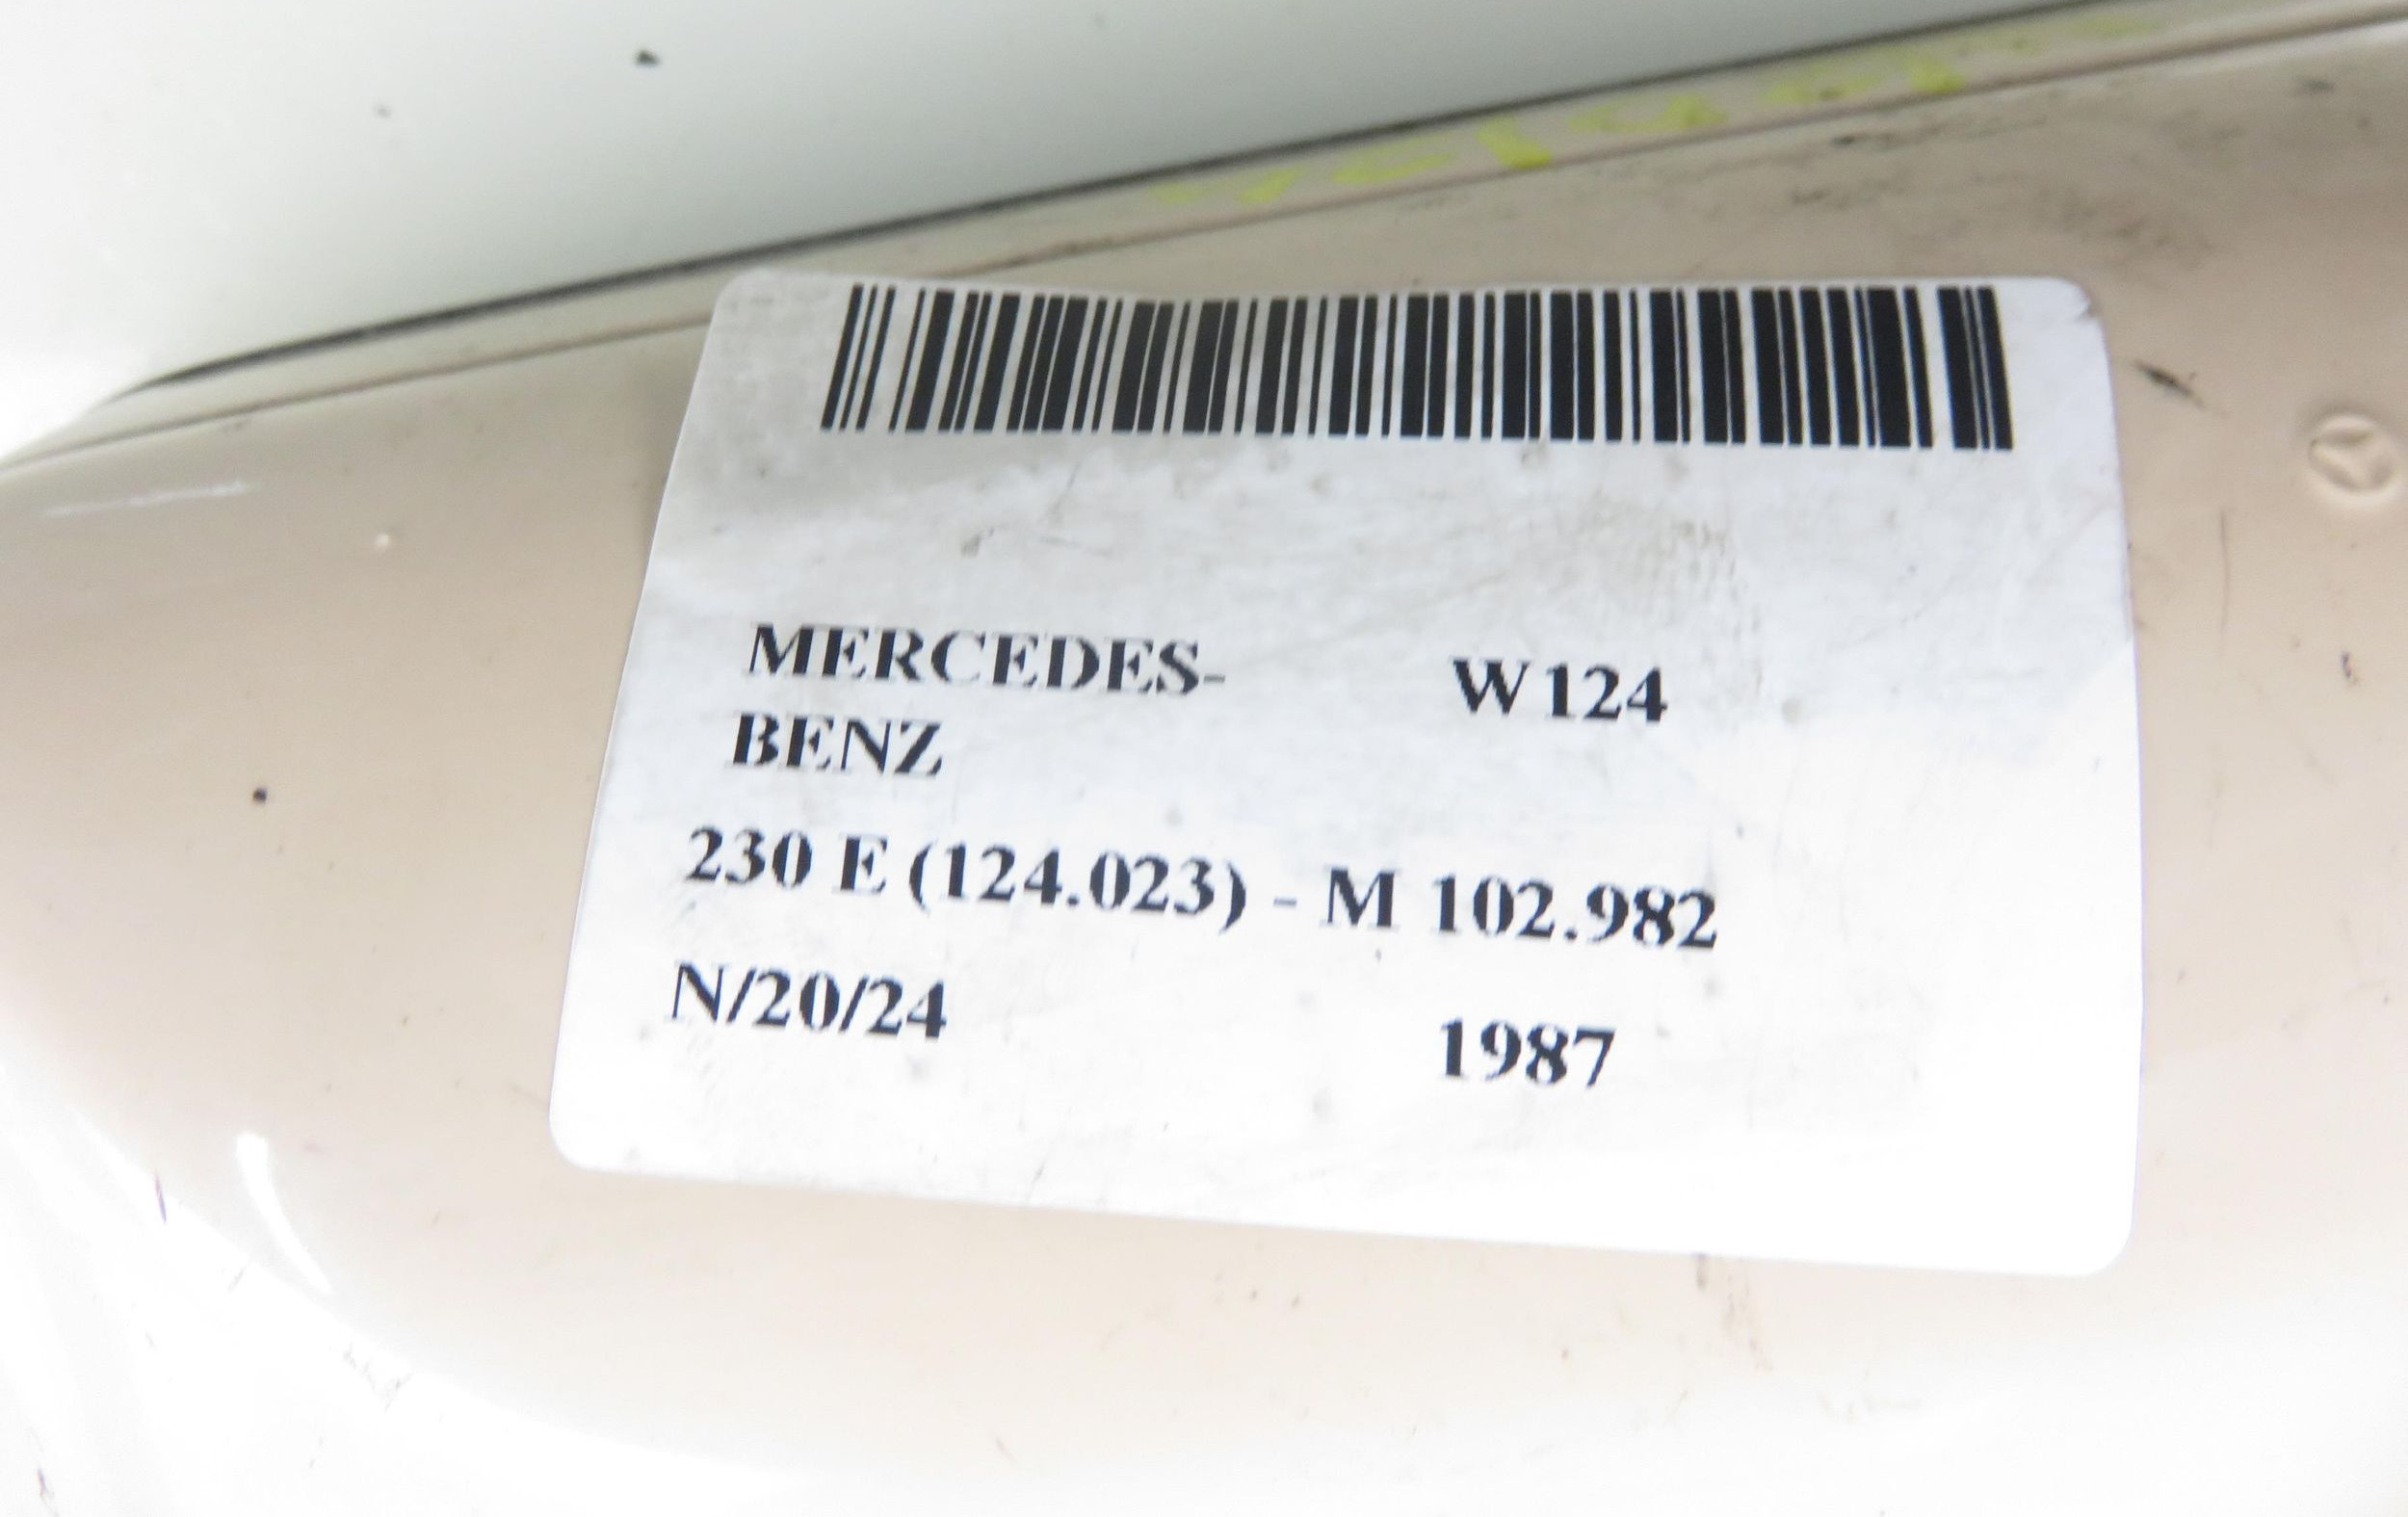 MERCEDES- W124
BENZ
230 E (124.023) - M 102.982
N/20/24 1987